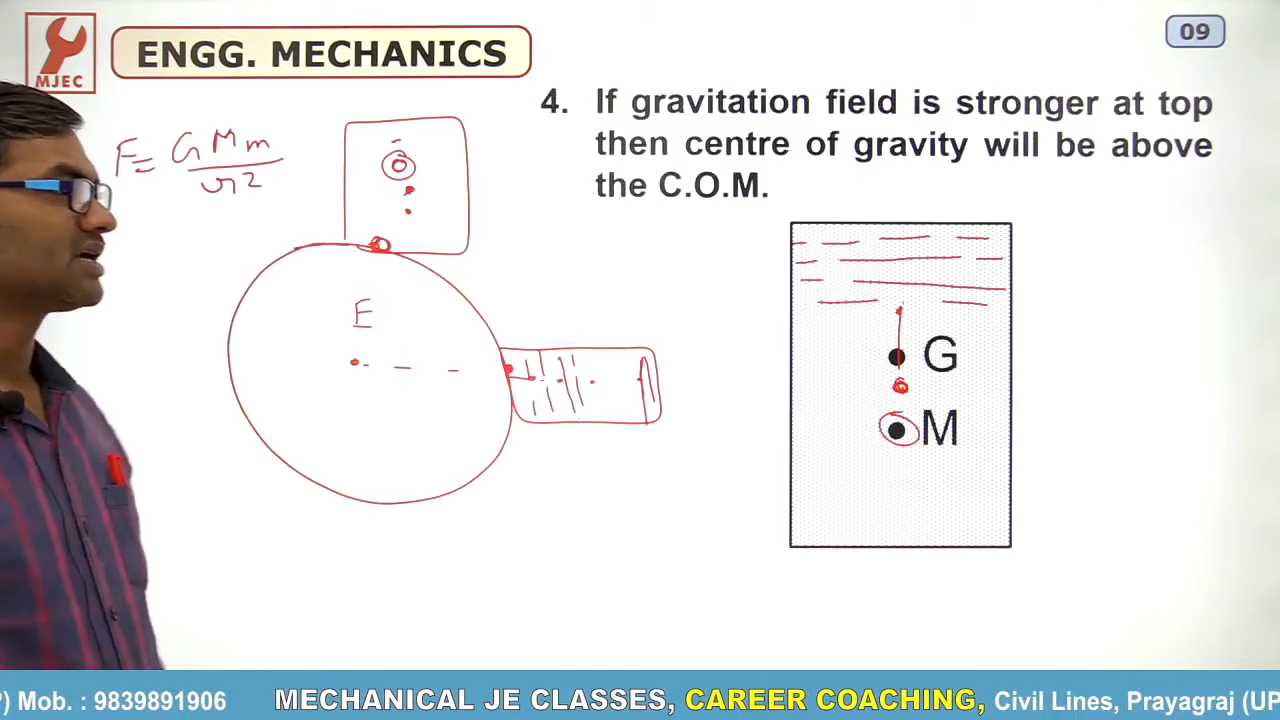 MJEC
ENGG. MECHANICS
09
4. If gravitation field is stronger at top
then centre of gravity will be above
the C.O.M.
F = G M m
r2
E
G
M
P) Mob. : 9839891906 MECHANICAL JE CLASSES, CAREER COACHING, Civil Lines, Prayagraj (UP